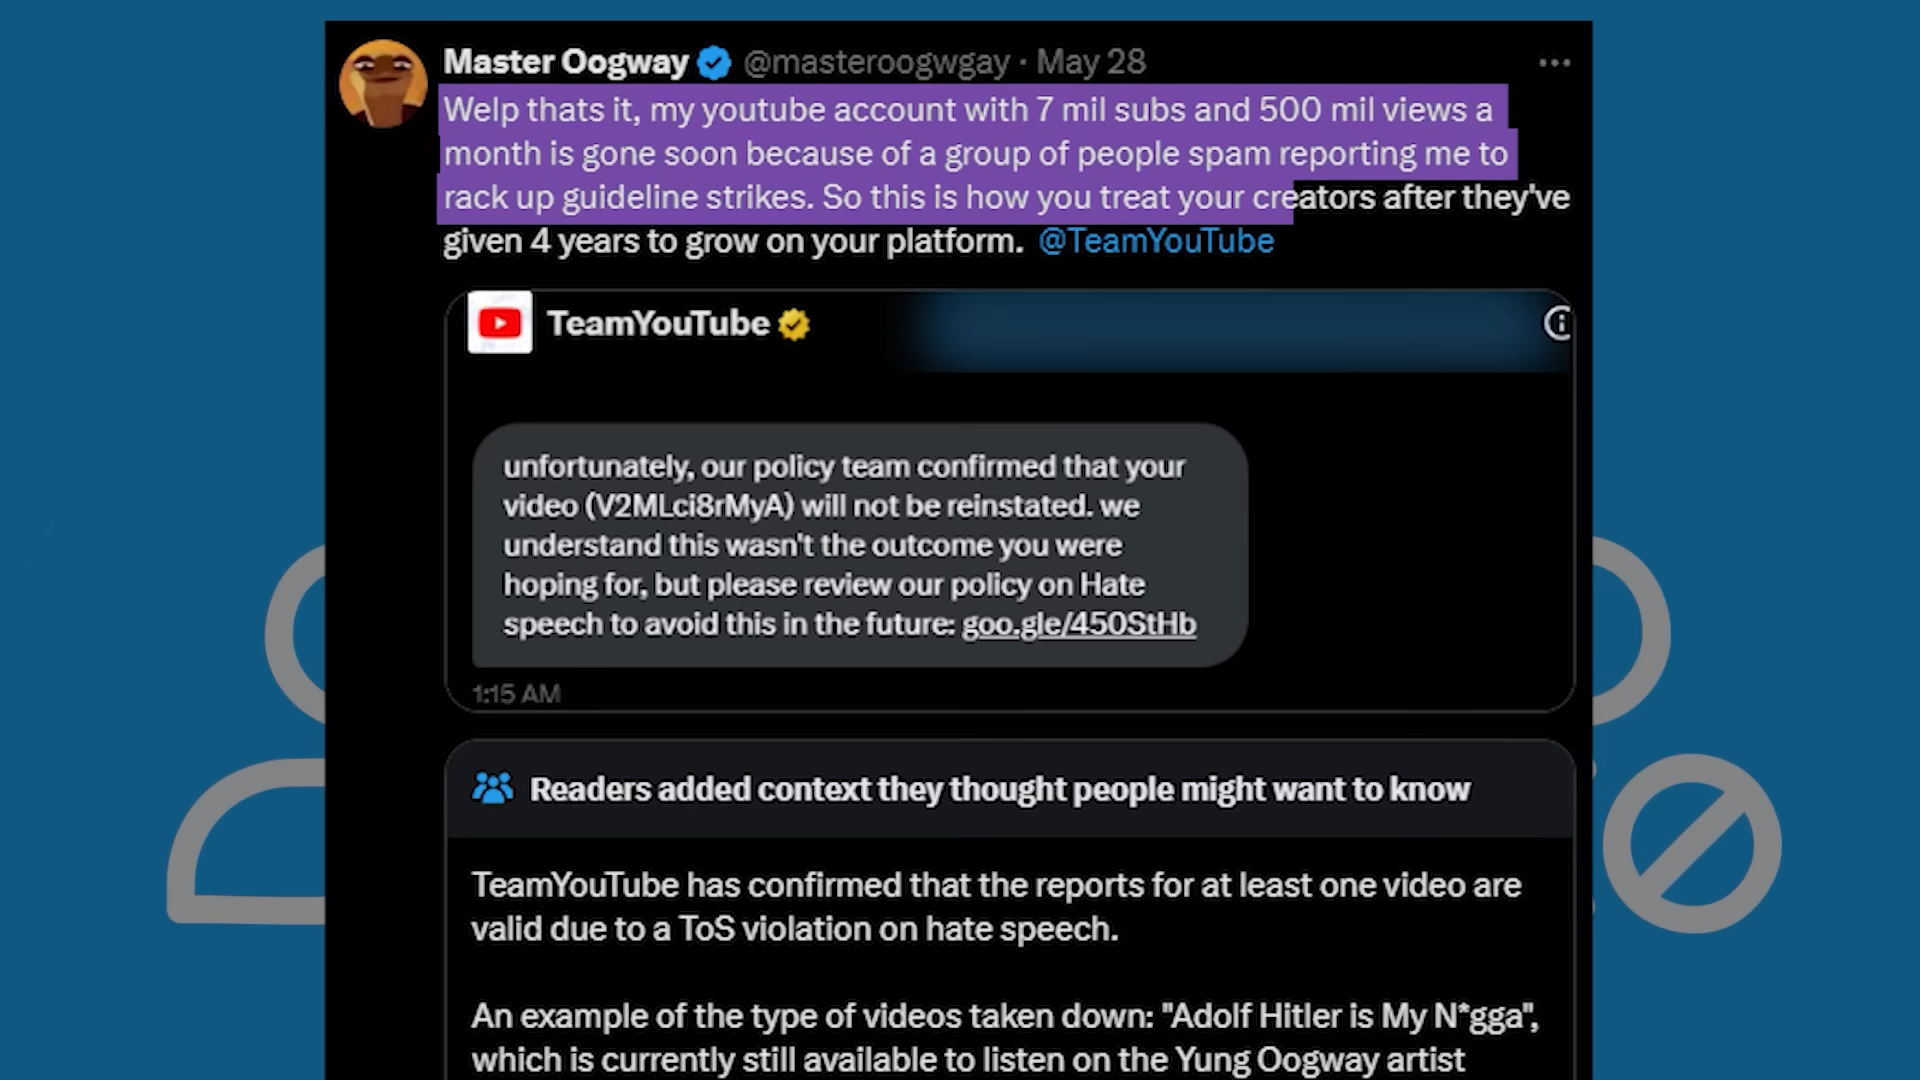 Master Oogway @masteroogwgay · May 28
Welp thats it, my youtube account with 7 mil subs and 500 mil views a
month is gone soon because of a group of people spam reporting me to
rack up guideline strikes. So this is how you treat your creators after they've
given 4 years to grow on your platform. @TeamYouTube
TeamYouTube
unfortunately, our policy team confirmed that your
video (V2MLci8rMyA) will not be reinstated. we
understand this wasn't the outcome you were
hoping for, but please review our policy on Hate
speech to avoid this in the future: goo.gle/450StHb
1:15 AM
Readers added context they thought people might want to know
TeamYouTube has confirmed that the reports for at least one video are
valid due to a ToS violation on hate speech.
An example of the type of videos taken down: "Adolf Hitler is My N*gga",
which is currently still available to listen on the Yung Oogway artist